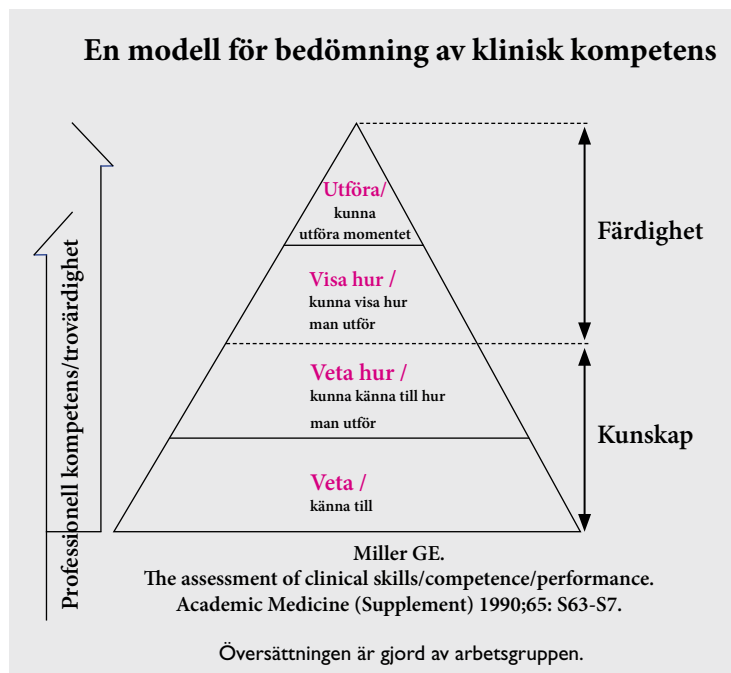 En modell för bedömning av klinisk kompetens
Professionell kompetens/trovärdighet
Utföra/
kunna
utföra momentet
Visa hur /
kunna visa hur
man utför
Veta hur /
kunna känna till hur
man utför
Veta /
känna till
Färdighet
Kunskap
Miller GE.
The assessment of clinical skills/competence/performance.
Academic Medicine (Supplement) 1990;65: S63-S7.
Översättningen är gjord av arbetsgruppen.